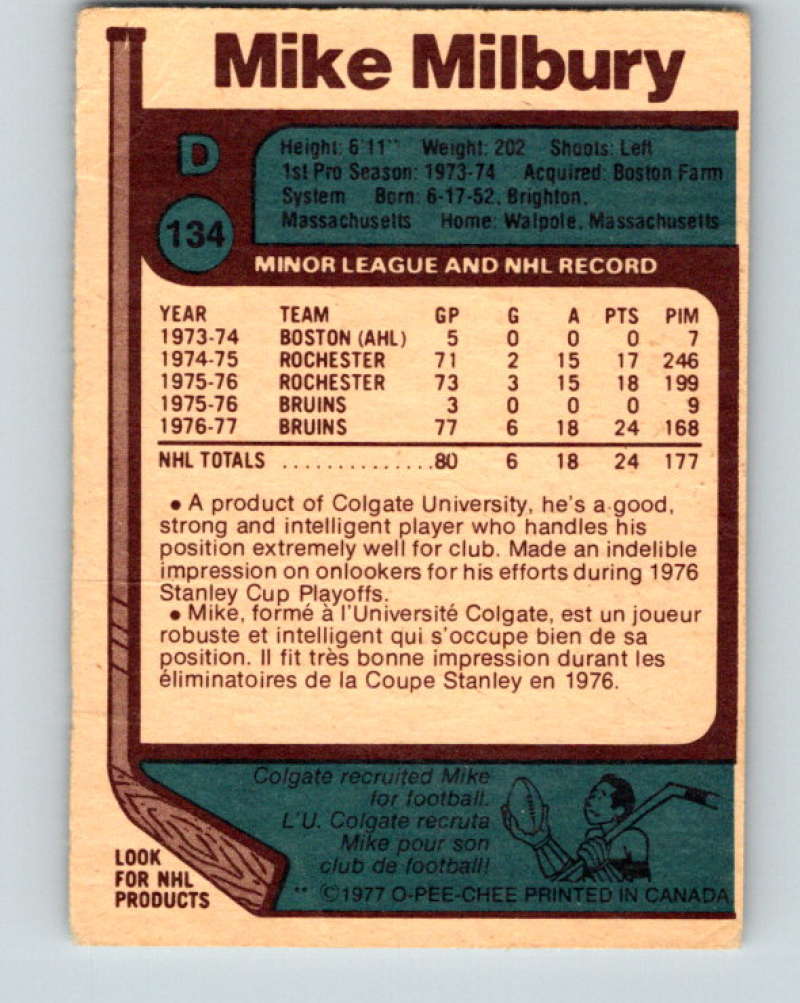 Mike Milbury
D
Height: 6'11" Weight: 202 Shoots: Left
1st Pro Season: 1973-74 Acquired: Boston Farm
System Born: 6-17-52, Brighton,
Massachusetts Home: Walpole, Massachusetts
134
MINOR LEAGUE AND NHL RECORD
YEAR TEAM GP G A PTS PIM
1973-74 BOSTON (AHL) 5 0 0 0 7
1974-75 ROCHESTER 71 2 15 17 246
1975-76 ROCHESTER 73 3 15 18 199
1975-76 BRUINS 3 0 0 0 9
1976-77 BRUINS 77 6 18 24 168
NHL TOTALS ..............80 6 18 24 177
• A product of Colgate University, he's a good,
strong and intelligent player who handles his
position extremely well for club. Made an indelible
impression on onlookers for his efforts during 1976
Stanley Cup Playoffs.
• Mike, formé à l'Université Colgate, est un joueur
robuste et intelligent qui s'occupe bien de sa
position. Il fit très bonne impression durant les
éliminatoires de la Coupe Stanley en 1976.
Colgate recruited Mike
for football.
L'U. Colgate recruta
Mike pour son
club de football!
LOOK
FOR NHL
PRODUCTS
** ©1977 O-PEE-CHEE PRINTED IN CANADA